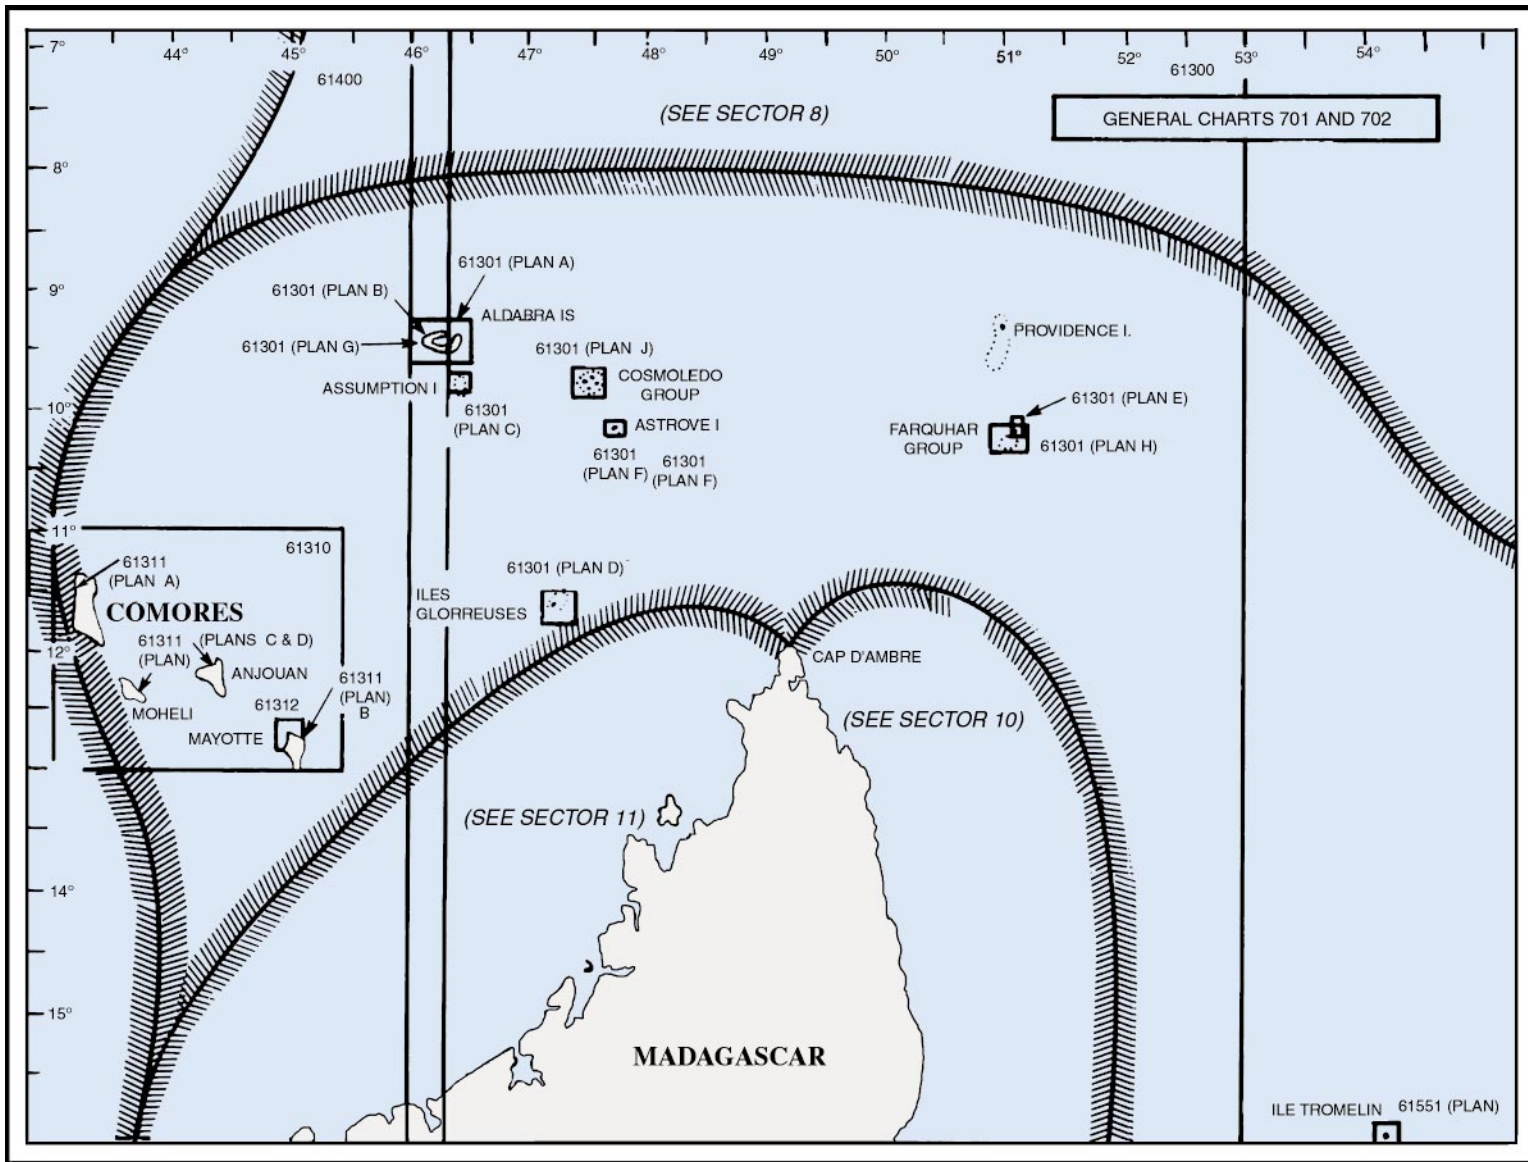 7°
44°
45°
46°
47°
48°
49°
50°
51°
52°
53°
54°
61400
61300
(SEE SECTOR 8)
GENERAL CHARTS 701 AND 702
8°
9°
61301 (PLAN A)
61301 (PLAN B)
ALDABRA IS
61301 (PLAN G)
PROVIDENCE I.
61301 (PLAN J)
ASSUMPTION I
COSMOLEDO
GROUP
10°
61301
(PLAN C)
ASTROVE I
61301 (PLAN E)
FARQUHAR
GROUP
61301 (PLAN H)
61301
(PLAN F)
61301
(PLAN F)
11°
61310
61311
(PLAN A)
COMORES
61301 (PLAN D)
ILES
GLORREUSES
12°
61311
(PLAN)
(PLANS C & D)
ANJOUAN
MOHELI
61312
61311
(PLAN)
B
MAYOTTE
CAP D'AMBRE
(SEE SECTOR 10)
(SEE SECTOR 11)
14°
15°
MADAGASCAR
ILE TROMELIN
61551 (PLAN)